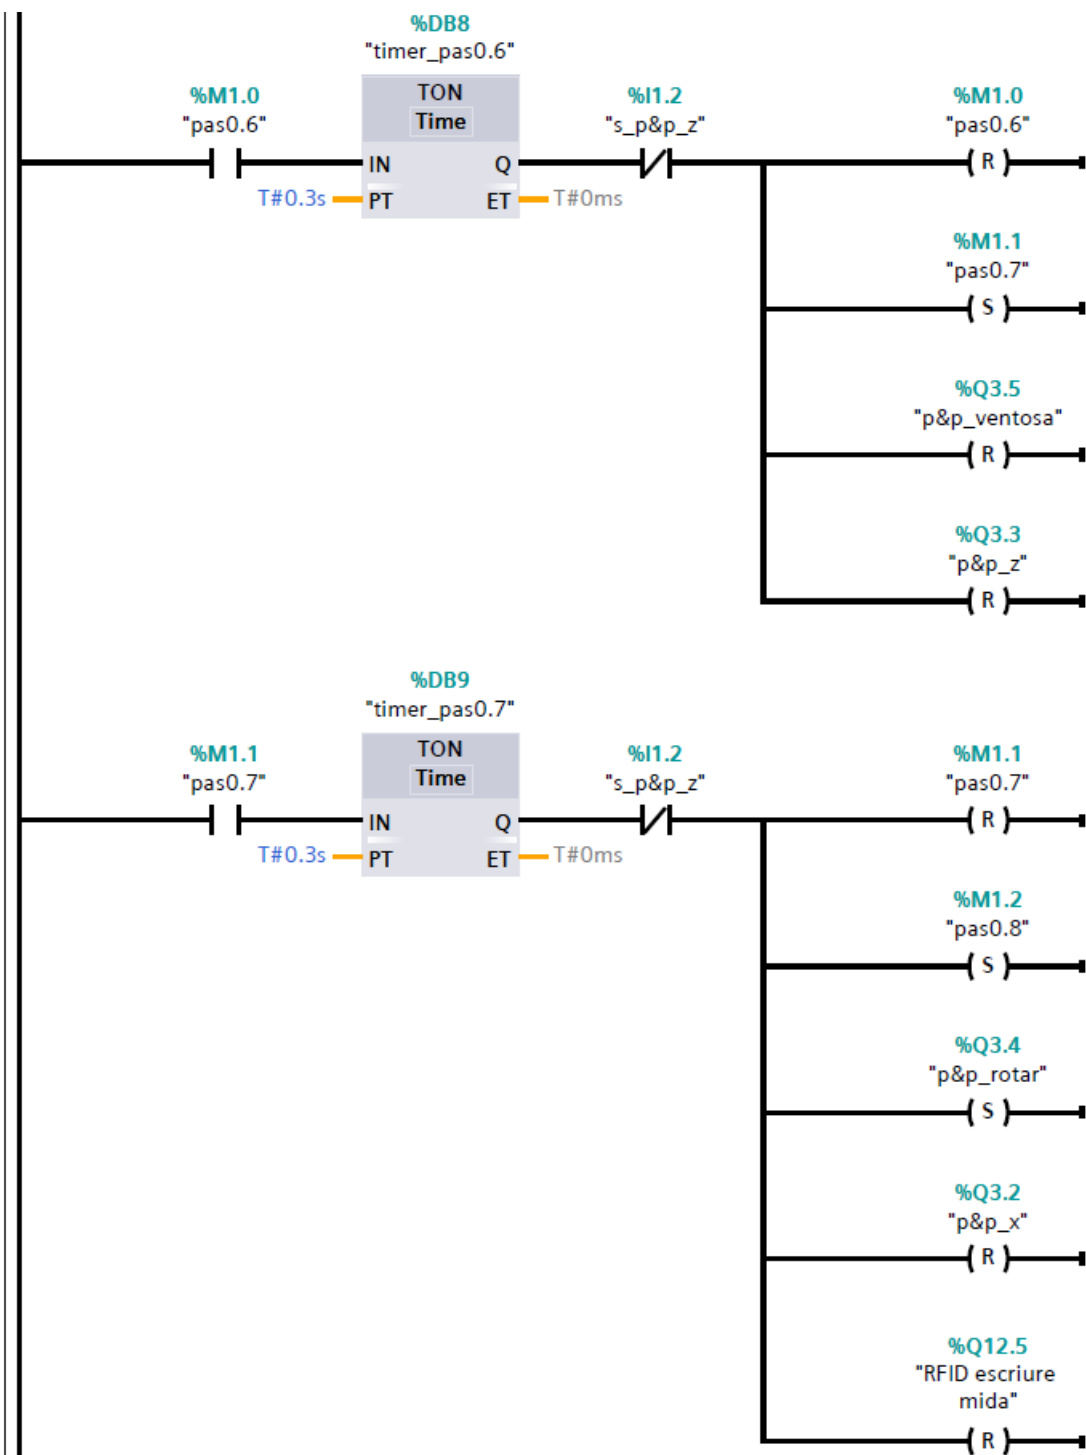 %DB8
"timer_pas0.6"
%M1.0
"pas0.6"
TON
Time
%I1.2
"s_p&p_z"
%M1.0
"pas0.6"
IN
Q
R
T#0.3s
PT
ET
T#0ms
%M1.1
"pas0.7"
S
%Q3.5
"p&p_ventosa"
R
%Q3.3
"p&p_z"
R
%DB9
"timer_pas0.7"
%M1.1
"pas0.7"
TON
Time
%I1.2
"s_p&p_z"
%M1.1
"pas0.7"
IN
Q
R
T#0.3s
PT
ET
T#0ms
%M1.2
"pas0.8"
S
%Q3.4
"p&p_rotar"
S
%Q3.2
"p&p_x"
R
%Q12.5
"RFID escriure
mida"
R